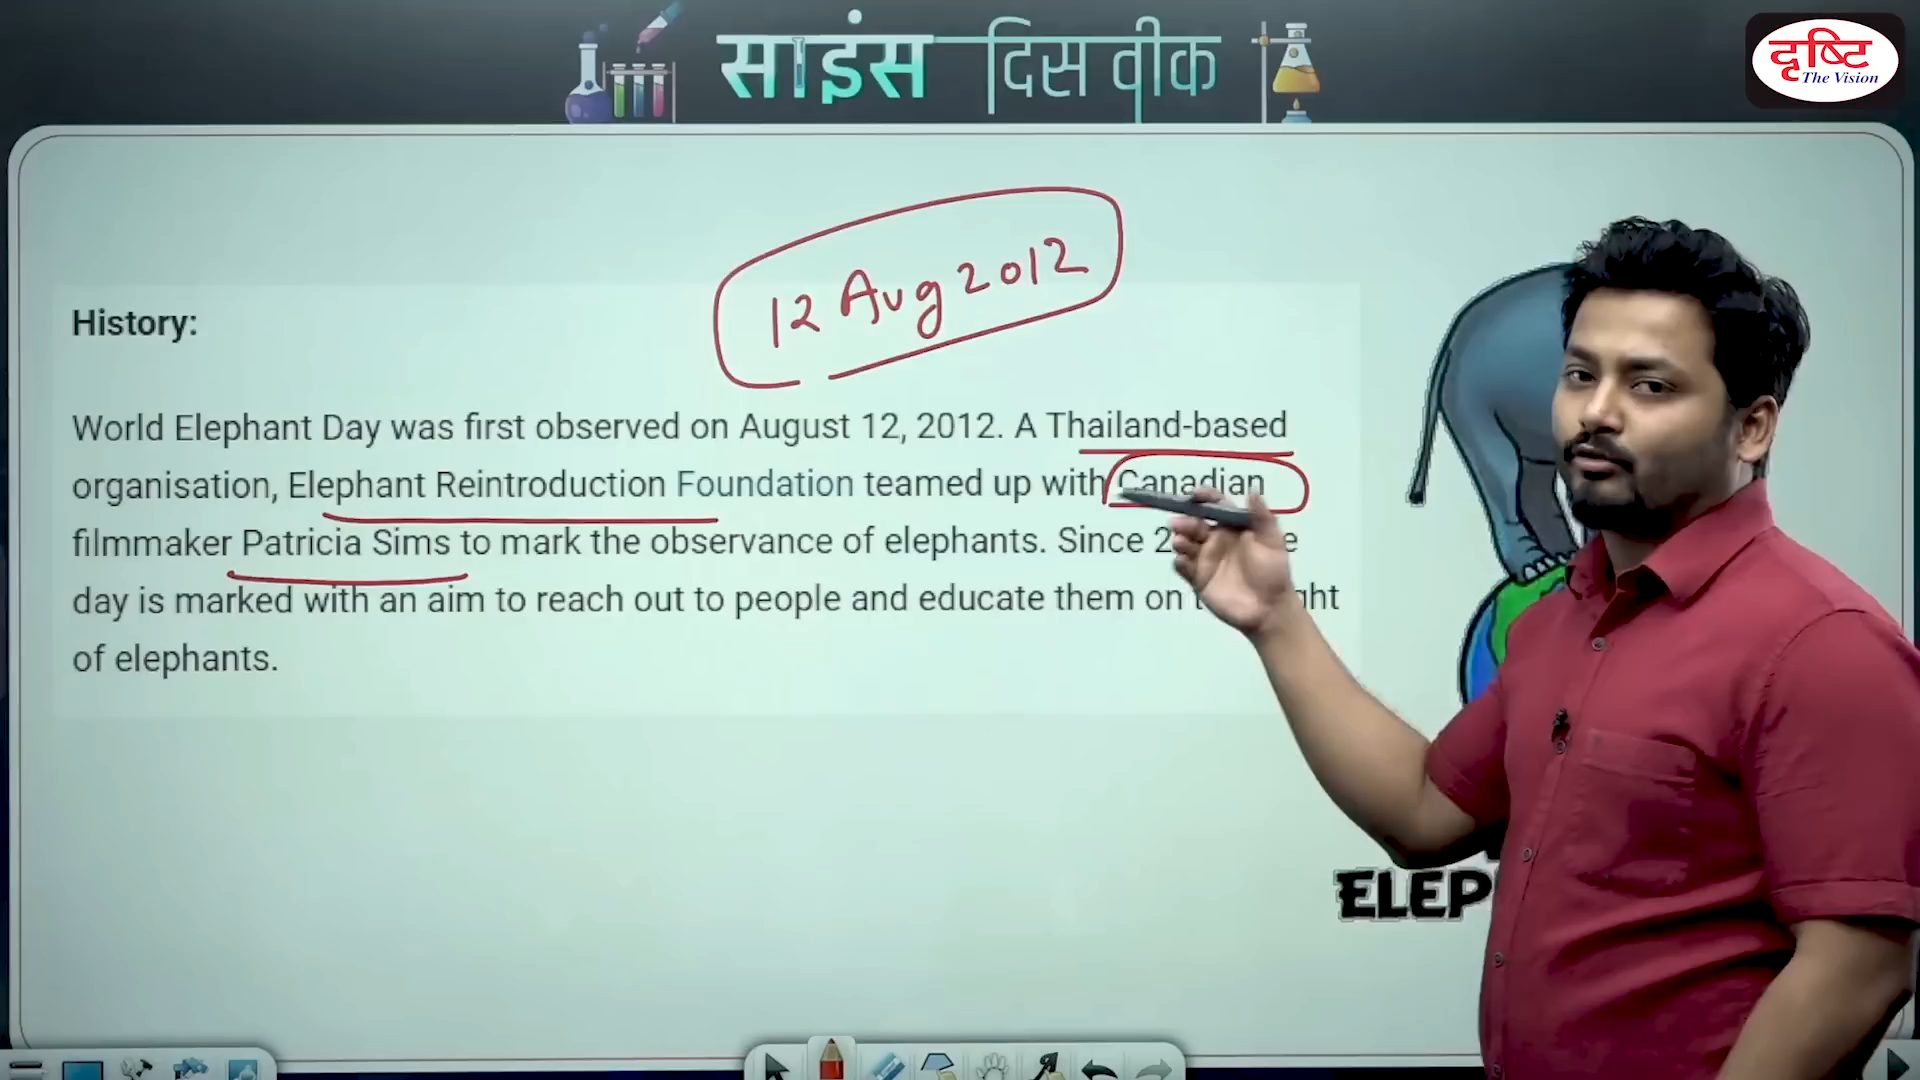 साइंस दिस वीक
दृष्टि
The Vision
12 Aug 2012
History:
World Elephant Day was first observed on August 12, 2012. A Thailand-based
organisation, Elephant Reintroduction Foundation teamed up with Canadian
filmmaker Patricia Sims to mark the observance of elephants. Since
day is marked with an aim to reach out to people and educate them on
of elephants.
ELEP